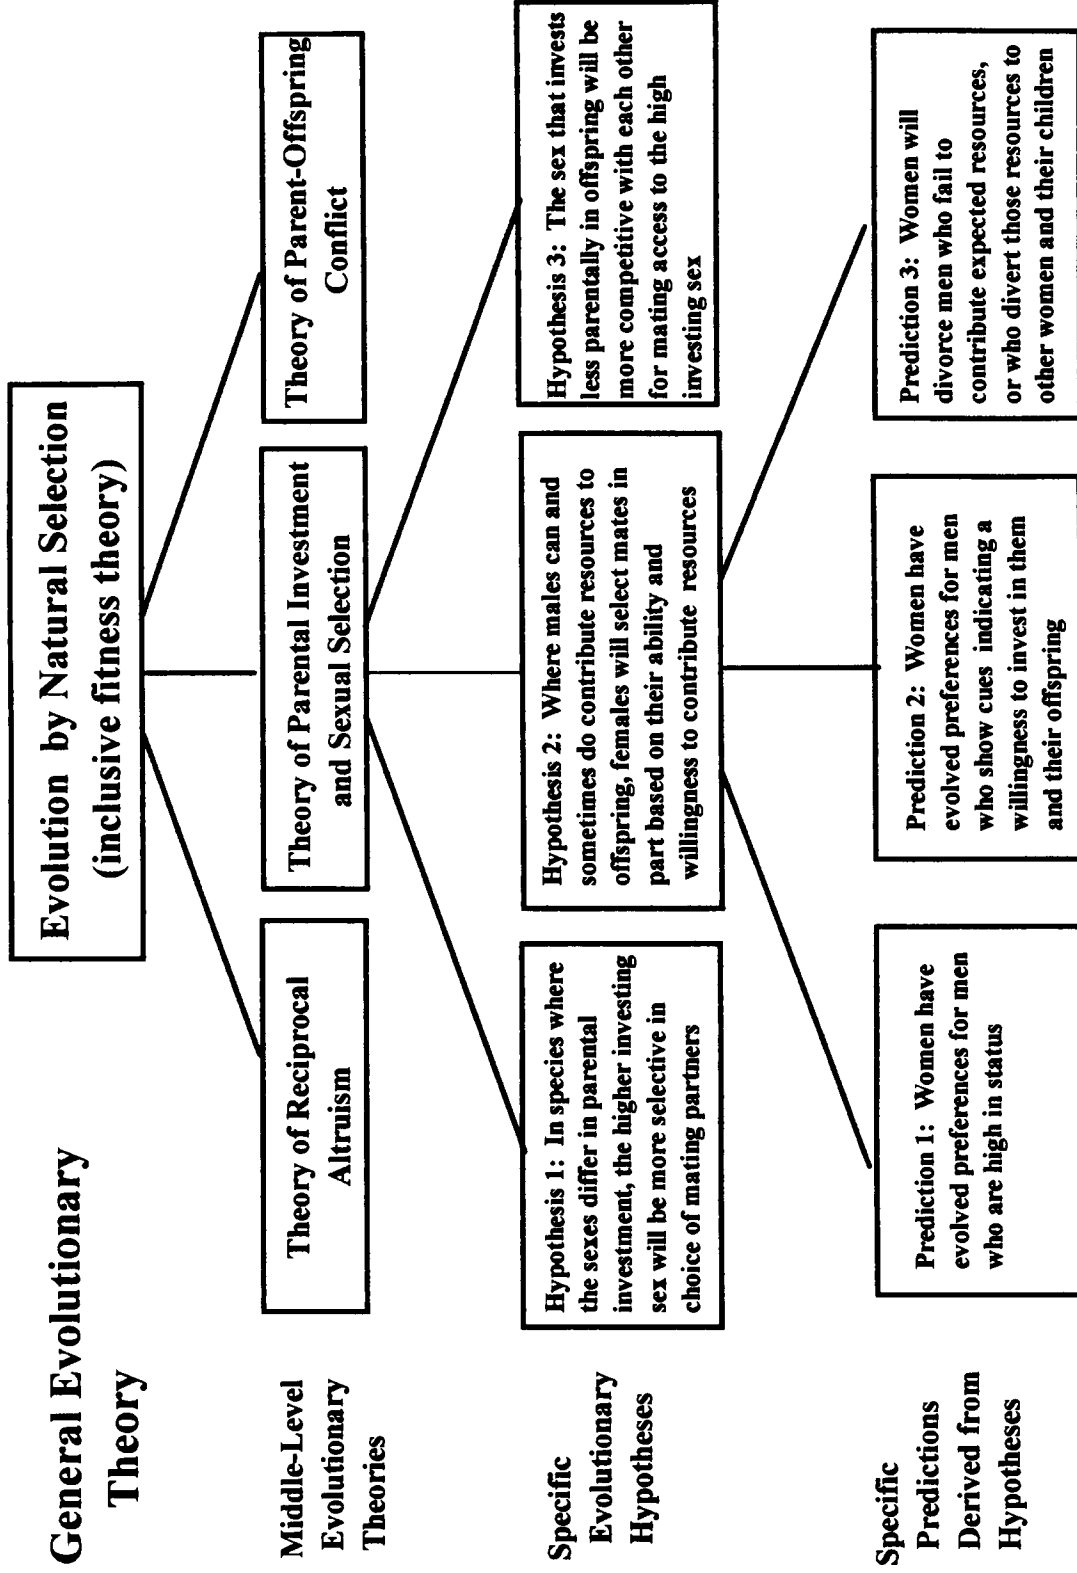 General Evolutionary
Theory
Evolution by Natural Selection
(inclusive fitness theory)
Middle-Level
Evolutionary
Theories
Theory of Reciprocal
Altruism
Theory of Parental Investment
and Sexual Selection
Theory of Parent-Offspring
Conflict
Specific
Evolutionary
Hypotheses
Hypothesis 1: In species where
the sexes differ in parental
investment, the higher investing
sex will be more selective in
choice of mating partners
Hypothesis 2: Where males can and
sometimes do contribute resources to
offspring, females will select mates in
part based on their ability and
willingness to contribute resources
Hypothesis 3: The sex that invests
less parentally in offspring will be
more competitive with each other
for mating access to the high
investing sex
Specific
Predictions
Derived from
Hypotheses
Prediction 1: Women have
evolved preferences for men
who are high in status
Prediction 2: Women have
evolved preferences for men
who show cues indicating a
willingness to invest in them
and their offspring
Prediction 3: Women will
divorce men who fail to
contribute expected resources,
or who divert those resources to
other women and their children